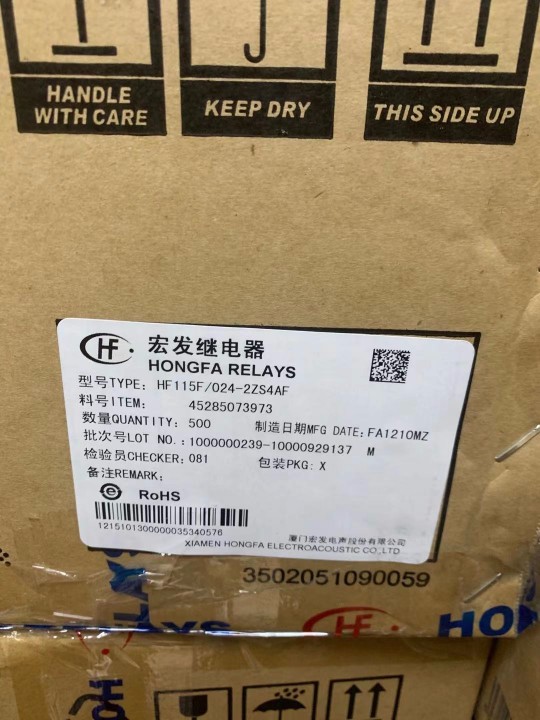 HANDLE
WITH CARE
KEEP DRY
THIS SIDE UP
HF
宏发继电器
HONGFA RELAYS
型号TYPE: HF115F/024-2ZS4AF
料号ITEM: 45285073973
数量QUANTITY: 500 制造日期MFG DATE: FA1210MZ
批次号LOT NO.: 1000000239-10000929137 M
检验员CHECKER: 081 包装PKG: X
备注REMARK:
e RoHS
1215101300000035340576
厦门宏发电声股份有限公司
XIAMEN HONGFA ELECTROACOUSTIC CO.,LTD
3502051090059
RELAYS
HF HO